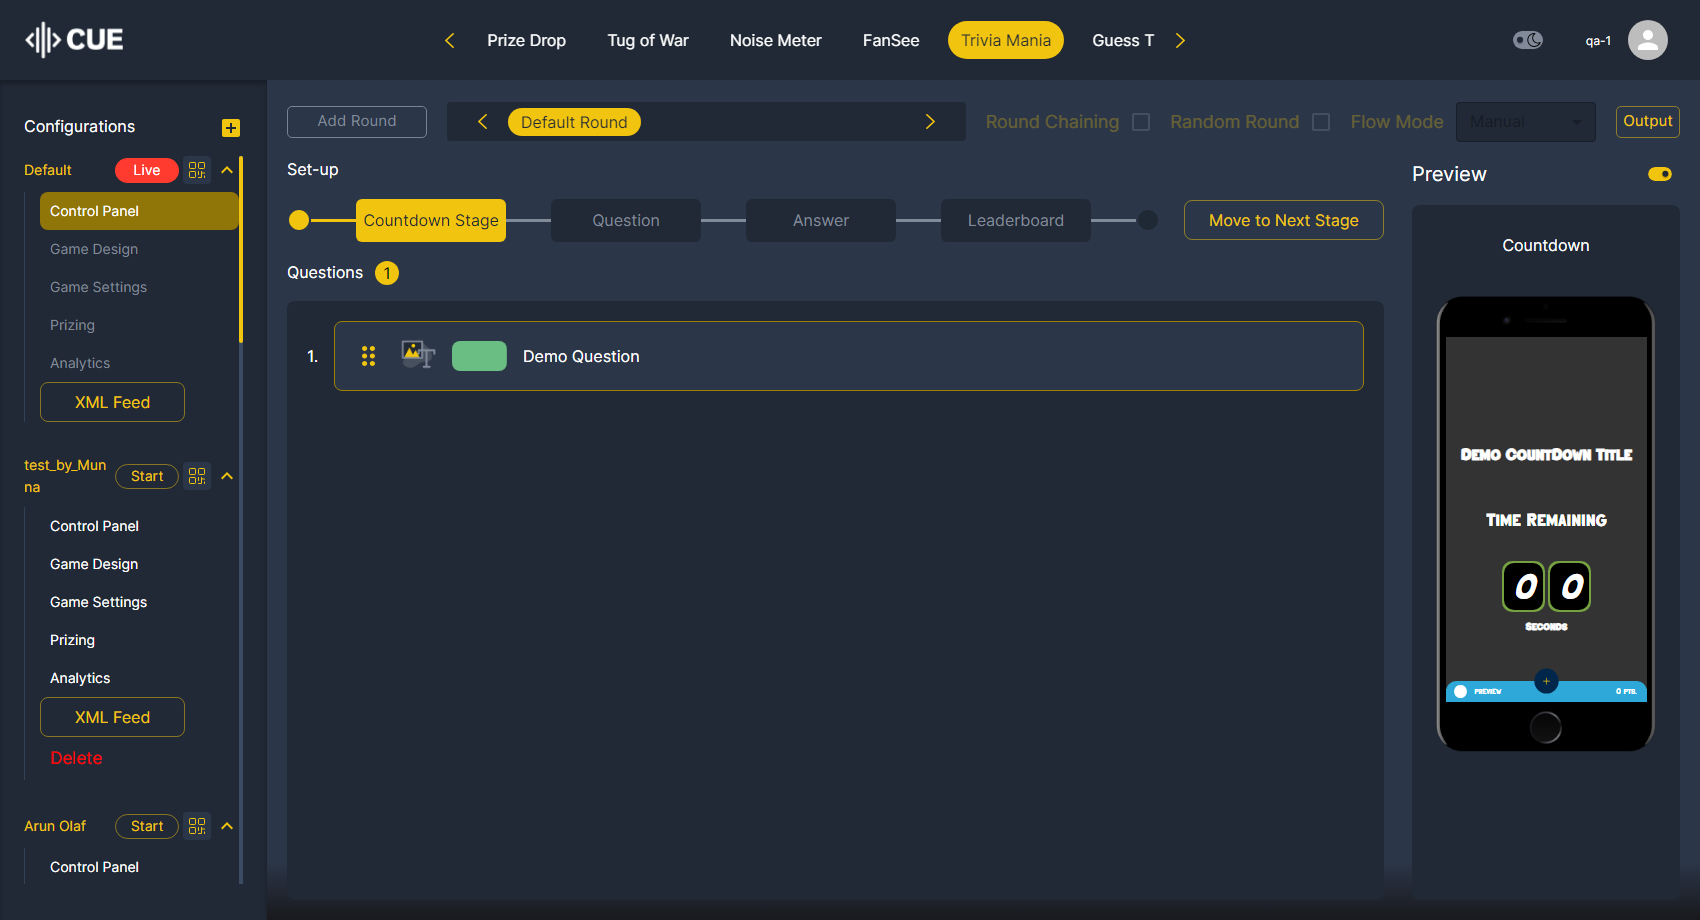 CUE
Prize Drop
Tug of War
Noise Meter
FanSee
Trivia Mania
Guess T
qa-1
Configurations
Default
Live
Control Panel
Game Design
Game Settings
Prizing
Analytics
XML Feed
test_by_Mun
na
Start
Control Panel
Game Design
Game Settings
Prizing
Analytics
XML Feed
Delete
Arun Olaf
Start
Control Panel
Add Round
Default Round
Round Chaining
Random Round
Flow Mode
Manual
Output
Set-up
Countdown Stage
Question
Answer
Leaderboard
Move to Next Stage
Questions
1
1.
Demo Question
Preview
Countdown
Demo CountDown Title
Time Remaining
0 0
Seconds
PREVIEW
0 PTS.